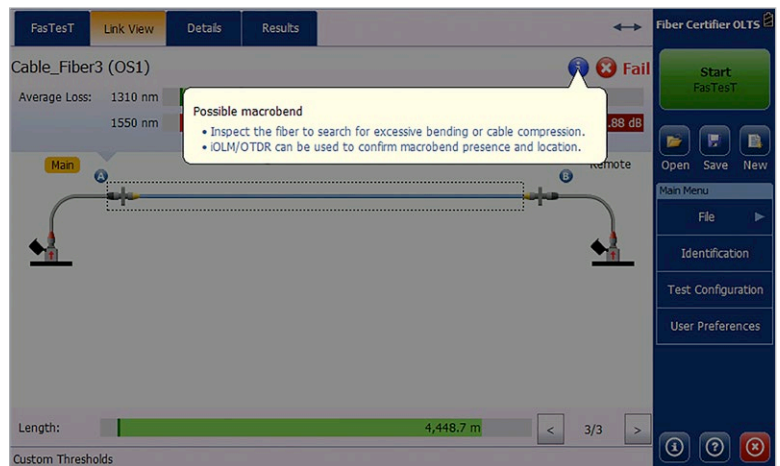 FasTesT
Link View
Details
Results
Fiber Certifier OLTS
Cable_Fiber3 (OS1)
Fail
Start
FasTesT
Average Loss:
1310 nm
1550 nm
.88 dB
Possible macrobend
• Inspect the fiber to search for excessive bending or cable compression.
• iOLM/OTDR can be used to confirm macrobend presence and location.
Main
A
B
Remote
Open
Save
New
Main Menu
File
Identification
Test Configuration
User Preferences
Length:
4,448.7 m
<
3/3
>
Custom Thresholds